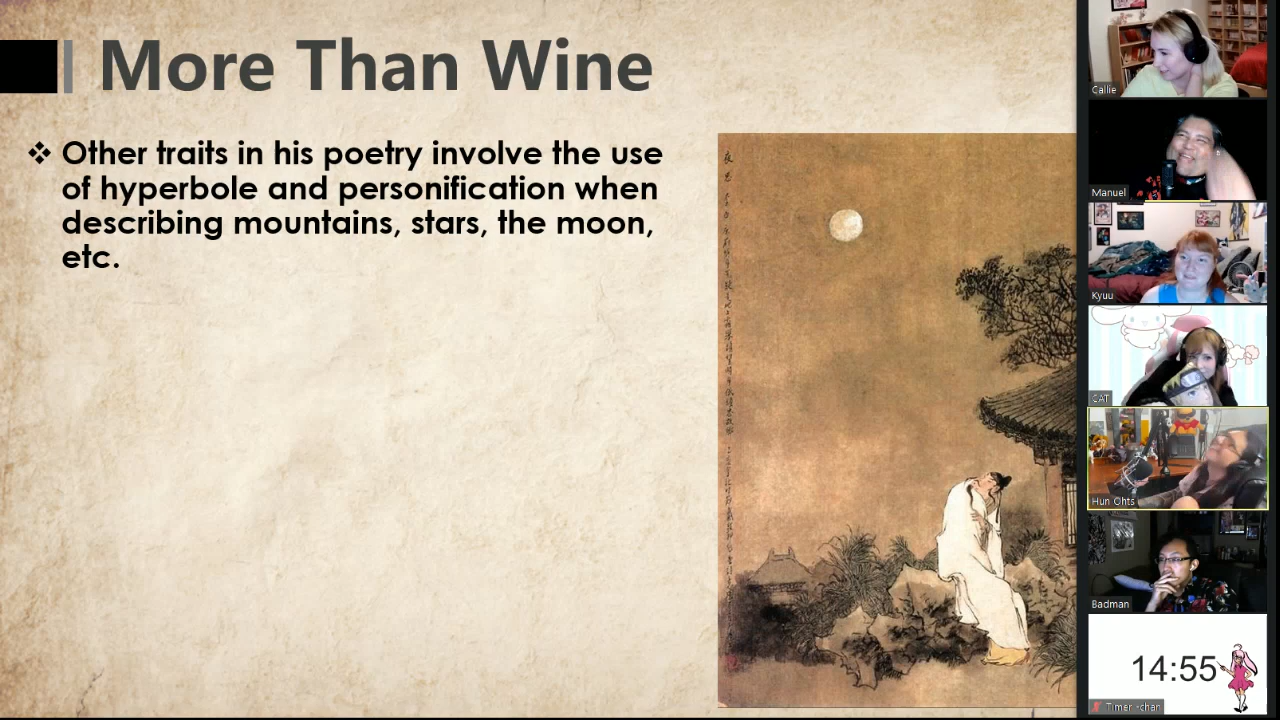 More Than Wine
❖ Other traits in his poetry involve the use
of hyperbole and personification when
describing mountains, stars, the moon,
etc.
Callie
Manuel
Kyuu
CAT
Hun Ohts
Badman
14:55
Timer -chan